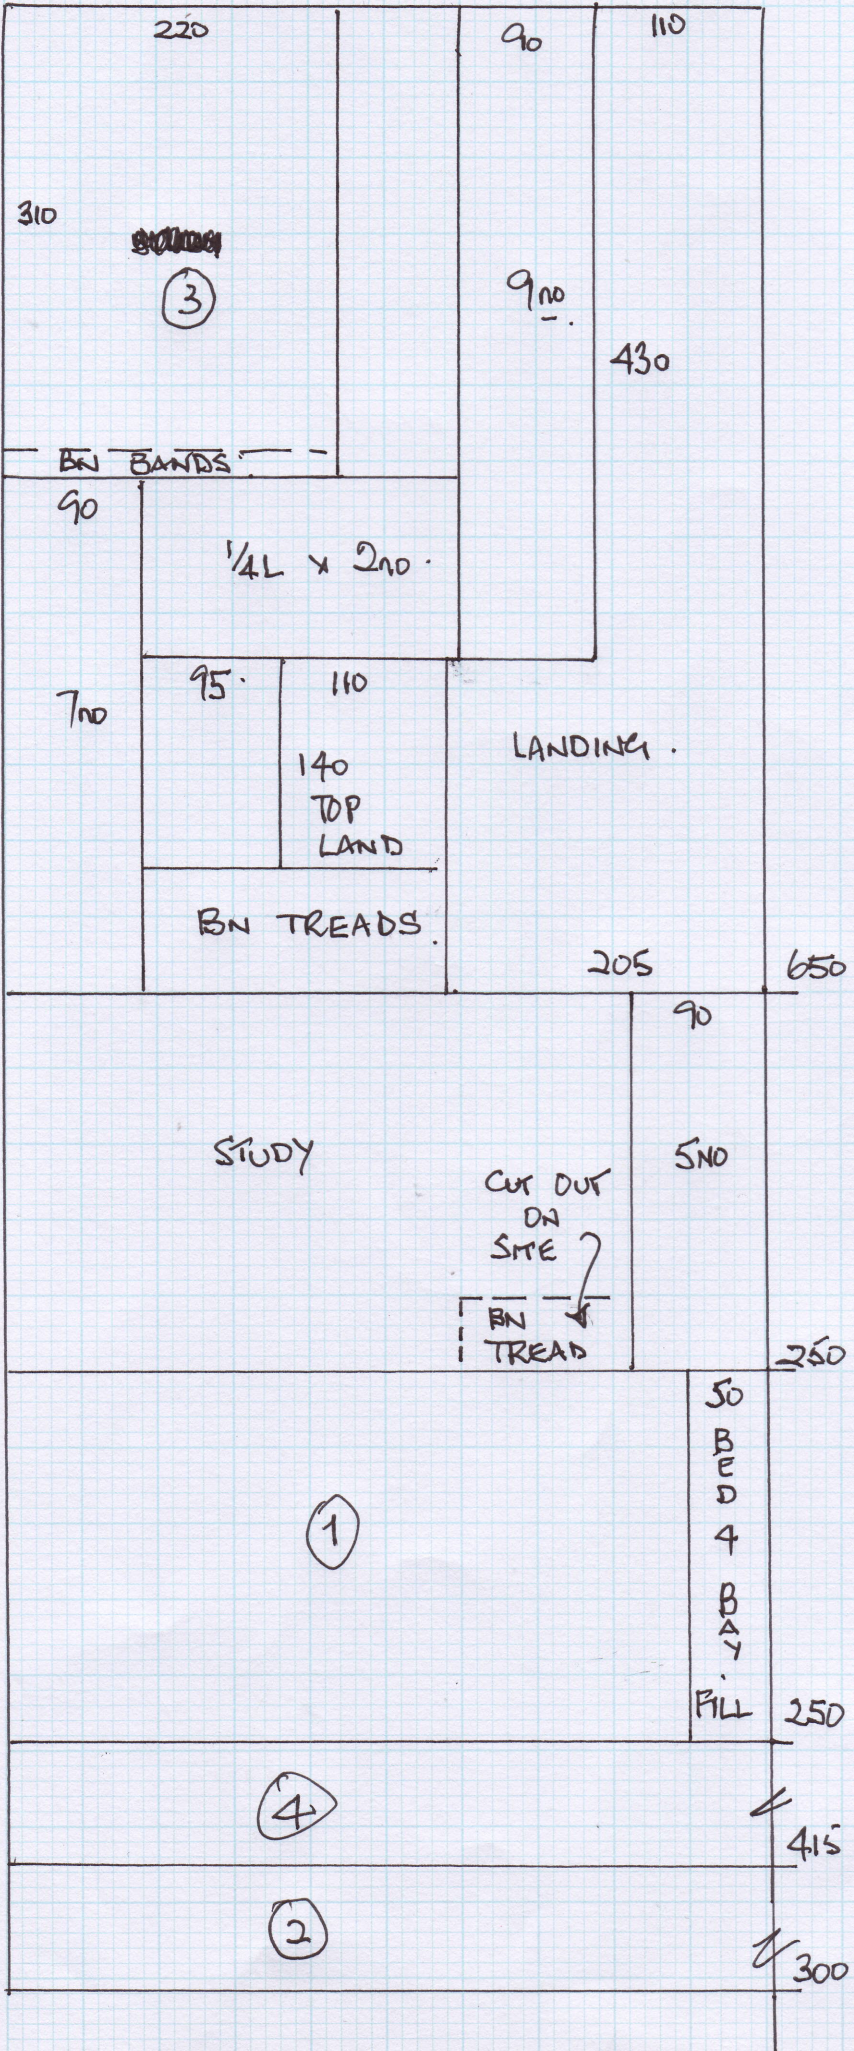 220
90
110
310
3
9no.
430
BN BANDS
90
1/4L x 2no.
7no
95.
110
140
TOP
LAND
LANDING.
BN TREADS.
205
650
90
STUDY
5NO
CUT OUT
ON
SITE
BN
TREAD
250
50
BED 4 BAY.
FILL
1
250
4
415
2
300